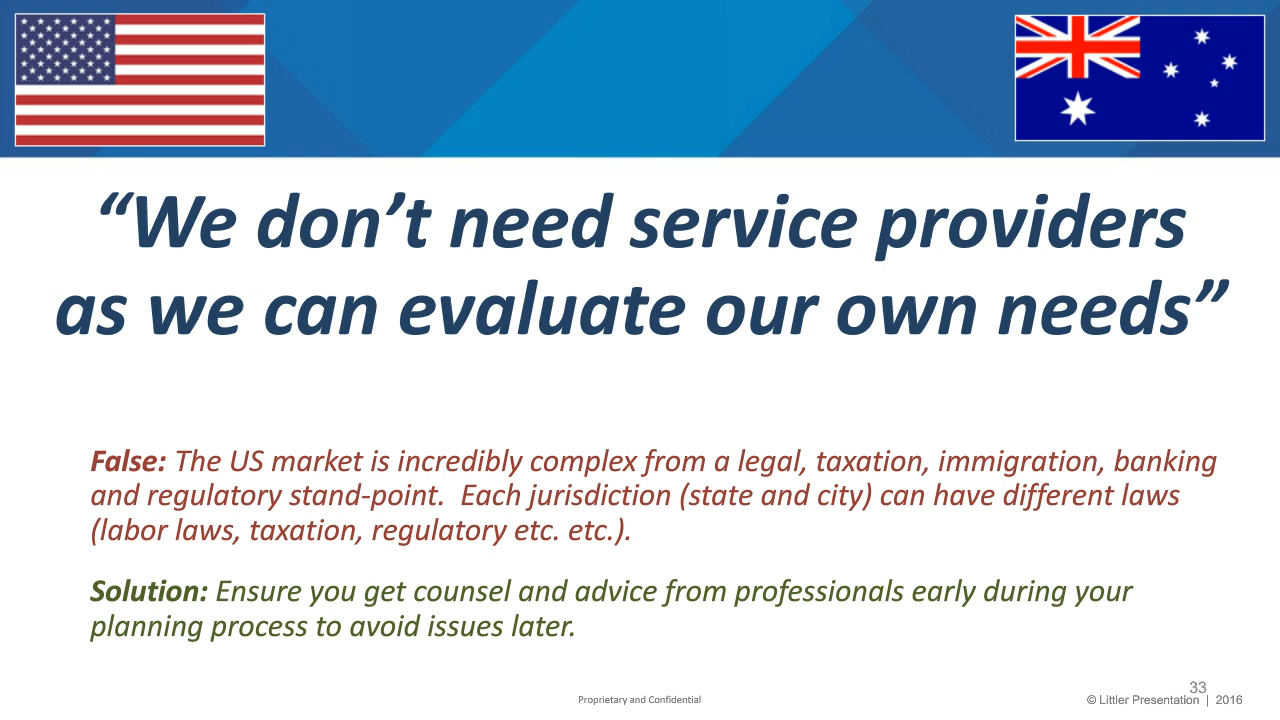 “We don’t need service providers
as we can evaluate our own needs”
False: The US market is incredibly complex from a legal, taxation, immigration, banking
and regulatory stand-point.  Each jurisdiction (state and city) can have different laws
(labor laws, taxation, regulatory etc. etc.).
Solution: Ensure you get counsel and advice from professionals early during your
planning process to avoid issues later.
33
Proprietary and Confidential
© Littler Presentation | 2016